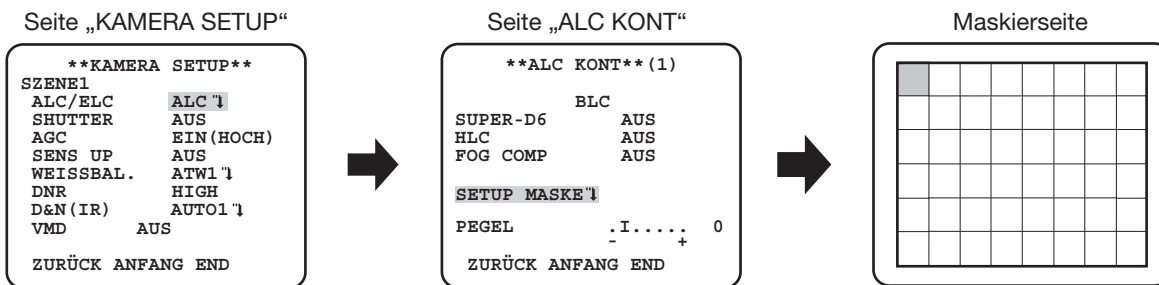 Seite „KAMERA SETUP“
**KAMERA SETUP**
SZENE1
ALC/ELC ALC
SHUTTER AUS
AGC EIN(HOCH)
SENS UP AUS
WEISSBAL. ATW1
DNR HIGH
D&N(IR) AUTO1
VMD AUS
ZURÜCK ANFANG END
Seite „ALC KONT“
**ALC KONT**(1)
BLC
SUPER-D6 AUS
HLC AUS
FOG COMP AUS
SETUP MASKE
PEGEL .I..... 0
- +
ZURÜCK ANFANG END
Maskierseite